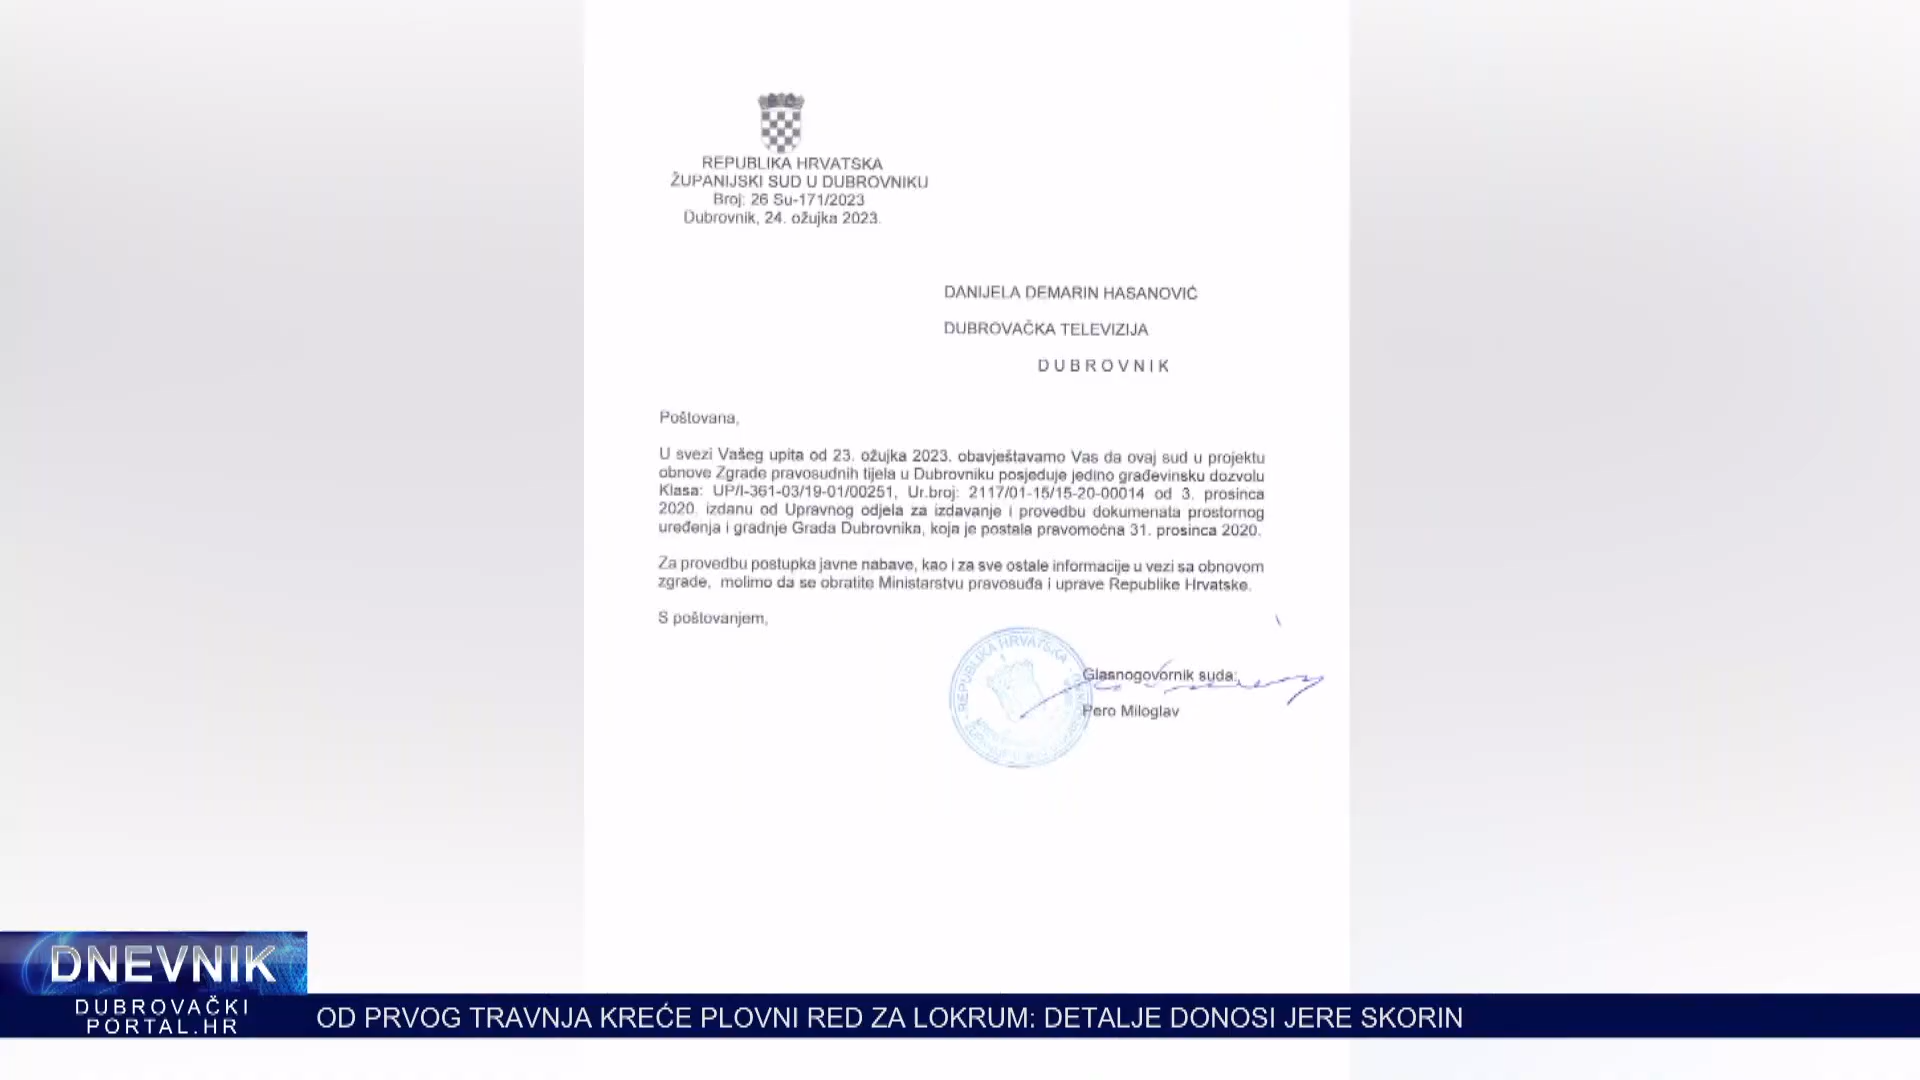 REPUBLIKA HRVATSKA
ŽUPANIJSKI SUD U DUBROVNIKU
Broj: 26 Su-171/2023
Dubrovnik, 24. ožujka 2023.
DANIJELA DEMARIN HASANOVIĆ
DUBROVAČKA TELEVIZIJA
D U B R O V N I K
Poštovana,
U svezi Vašeg upita od 23. ožujka 2023. obavještavamo Vas da ovaj sud u projektu
obnove Zgrade pravosudnih tijela u Dubrovniku posjeduje jedino građevinsku dozvolu
Klasa: UP/I-361-03/19-01/00251, Ur.broj: 2117/01-15/15-20-00014 od 3. prosinca
2020. izdanu od Upravnog odjela za izdavanje i provedbu dokumenata prostornog
uređenja i gradnje Grada Dubrovnika, koja je postala pravomoćna 31. prosinca 2020.
Za provedbu postupka javne nabave, kao i za sve ostale informacije u vezi sa obnovom
zgrade, molimo da se obratite Ministarstvu pravosuđa i uprave Republike Hrvatske.
S poštovanjem,
REPUBLIKA HRVATSKA
Glasnogovornik suda:
Pero Miloglav
DNEVNIK
DUBROVAČKI
PORTAL.HR
OD PRVOG TRAVNJA KREĆE PLOVNI RED ZA LOKRUM: DETALJE DONOSI JERE SKORIN